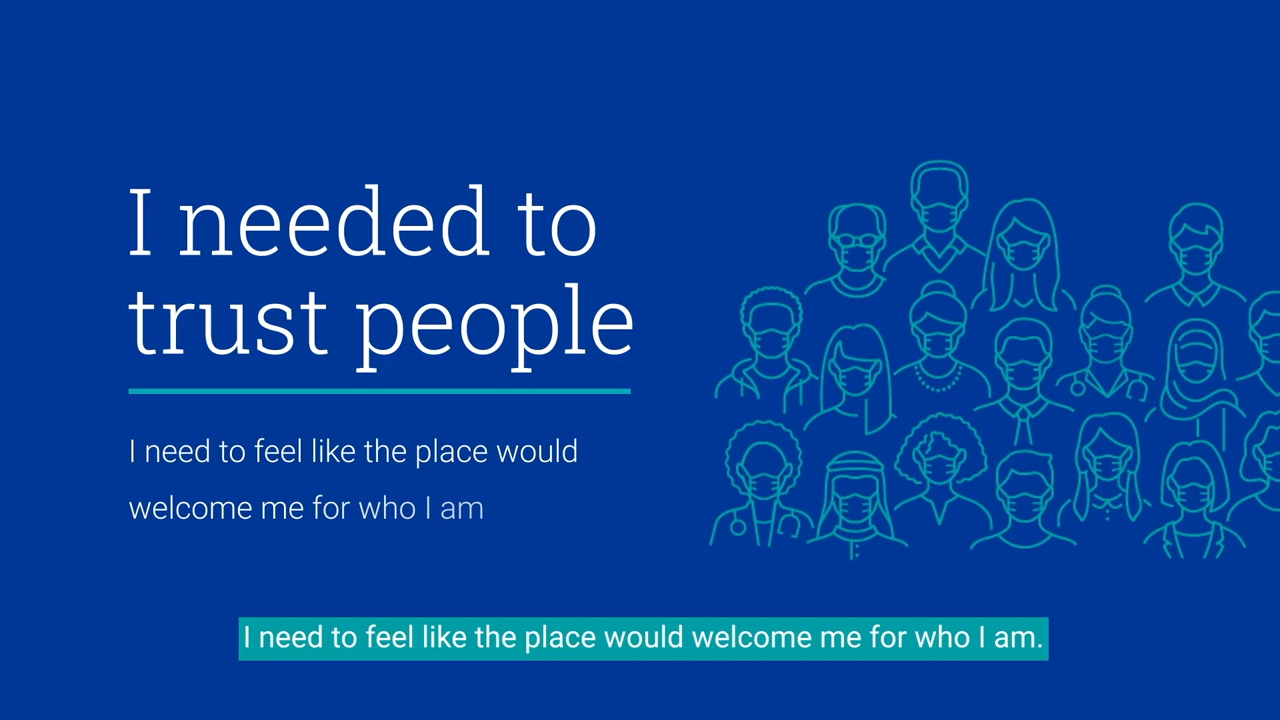 I needed to
trust people
I need to feel like the place would
welcome me for who I am
I need to feel like the place would welcome me for who I am.